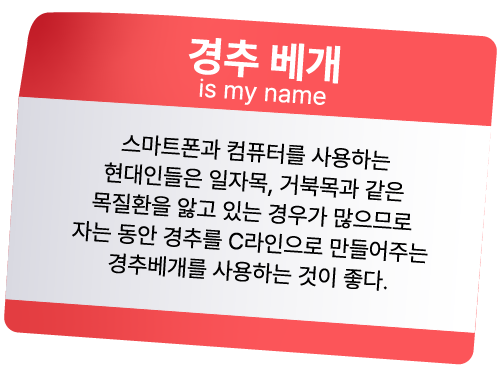 경추 베개
is my name
스마트폰과 컴퓨터를 사용하는
현대인들은 일자목, 거북목과 같은
목질환을 앓고 있는 경우가 많으므로
자는 동안 경추를 C라인으로 만들어주는
경추베개를 사용하는 것이 좋다.